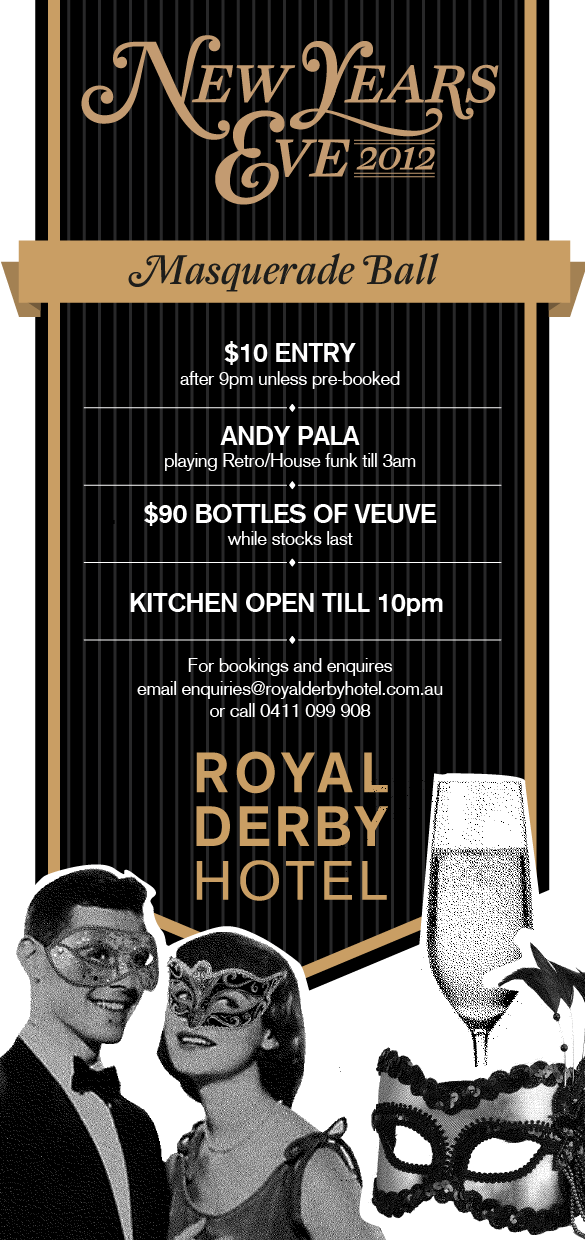 NEW YEARS
EVE 2012
Masquerade Ball
$10 ENTRY
after 9pm unless pre-booked
ANDY PALA
playing Retro/House funk till 3am
$90 BOTTLES OF VEUVE
while stocks last
KITCHEN OPEN TILL 10pm
For bookings and enquires
email enquiries@royalderbyhotel.com.au
or call 0411 099 908
ROYAL
DERBY
HOTEL